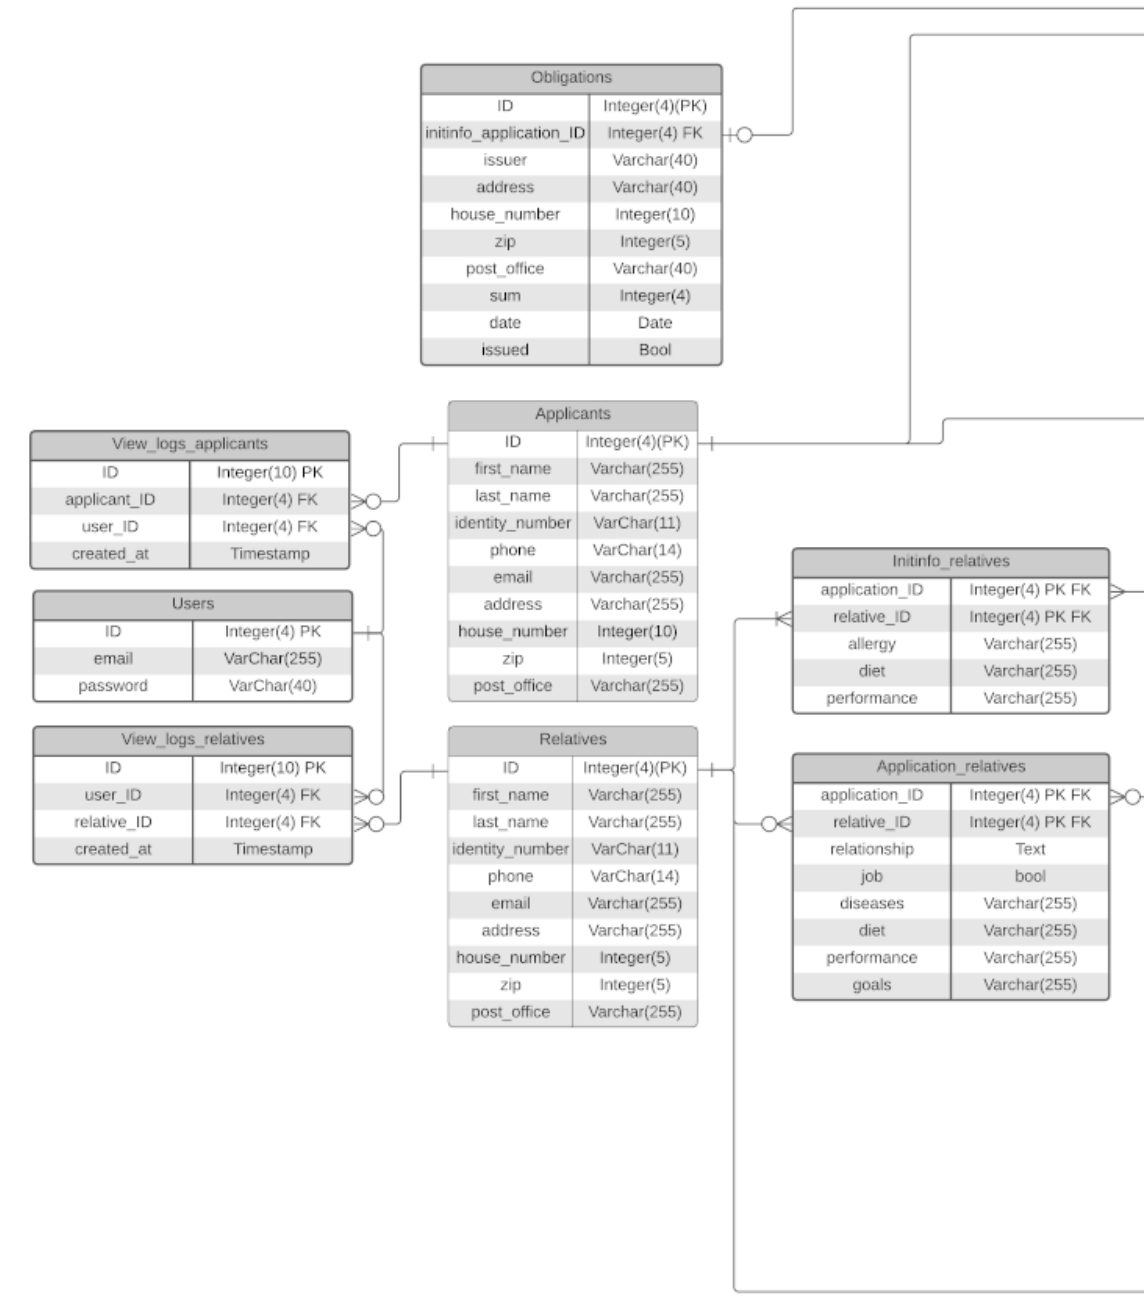 Obligations
ID Integer(4)(PK)
initinfo_application_ID Integer(4) FK
issuer Varchar(40)
address Varchar(40)
house_number Integer(10)
zip Integer(5)
post_office Varchar(40)
sum Integer(4)
date Date
issued Bool
Applicants
ID Integer(4)(PK)
first_name Varchar(255)
last_name Varchar(255)
identity_number VarChar(11)
phone VarChar(14)
email Varchar(255)
address Varchar(255)
house_number Integer(10)
zip Integer(5)
post_office Varchar(255)
View_logs_applicants
ID Integer(10) PK
applicant_ID Integer(4) FK
user_ID Integer(4) FK
created_at Timestamp
Users
ID Integer(4) PK
email VarChar(255)
password VarChar(40)
View_logs_relatives
ID Integer(10) PK
user_ID Integer(4) FK
relative_ID Integer(4) FK
created_at Timestamp
Relatives
ID Integer(4)(PK)
first_name Varchar(255)
last_name Varchar(255)
identity_number VarChar(11)
phone VarChar(14)
email Varchar(255)
address Varchar(255)
house_number Integer(5)
zip Integer(5)
post_office Varchar(255)
Initinfo_relatives
application_ID Integer(4) PK FK
relative_ID Integer(4) PK FK
allergy Varchar(255)
diet Varchar(255)
performance Varchar(255)
Application_relatives
application_ID Integer(4) PK FK
relative_ID Integer(4) PK FK
relationship Text
job bool
diseases Varchar(255)
diet Varchar(255)
performance Varchar(255)
goals Varchar(255)